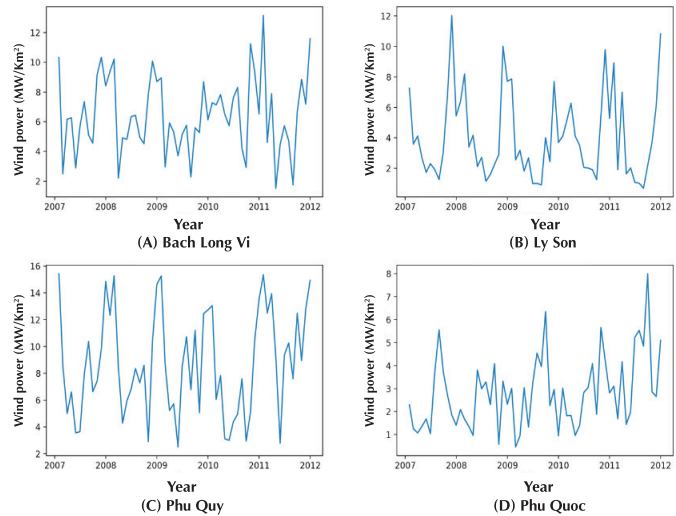 Wind power (MW/Km²)
12
10
8
6
4
2
2007 2008 2009 2010 2011 2012
Year
(A) Bach Long Vi
Wind power (MW/Km²)
12
10
8
6
4
2
2007 2008 2009 2010 2011 2012
Year
(B) Ly Son
Wind power (MW/Km²)
16
14
12
10
8
6
4
2
2007 2008 2009 2010 2011 2012
Year
(C) Phu Quy
Wind power (MW/Km²)
8
7
6
5
4
3
2
1
2007 2008 2009 2010 2011 2012
Year
(D) Phu Quoc